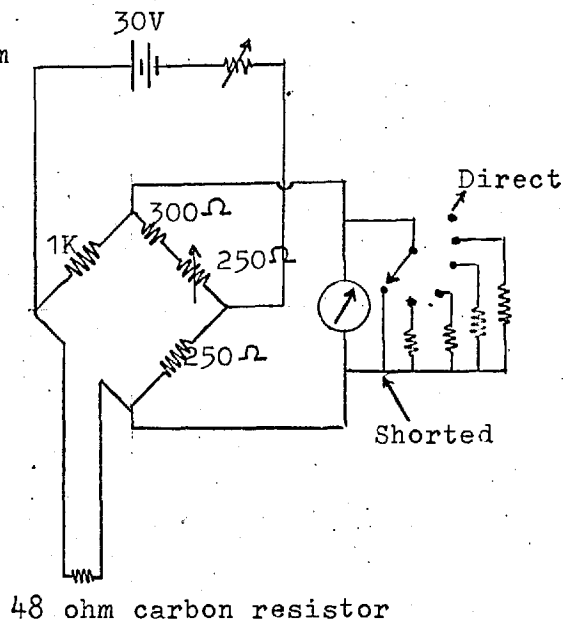 30V
m
Direct
300Ω
1K
250Ω
250Ω
Shorted
48 ohm carbon resistor